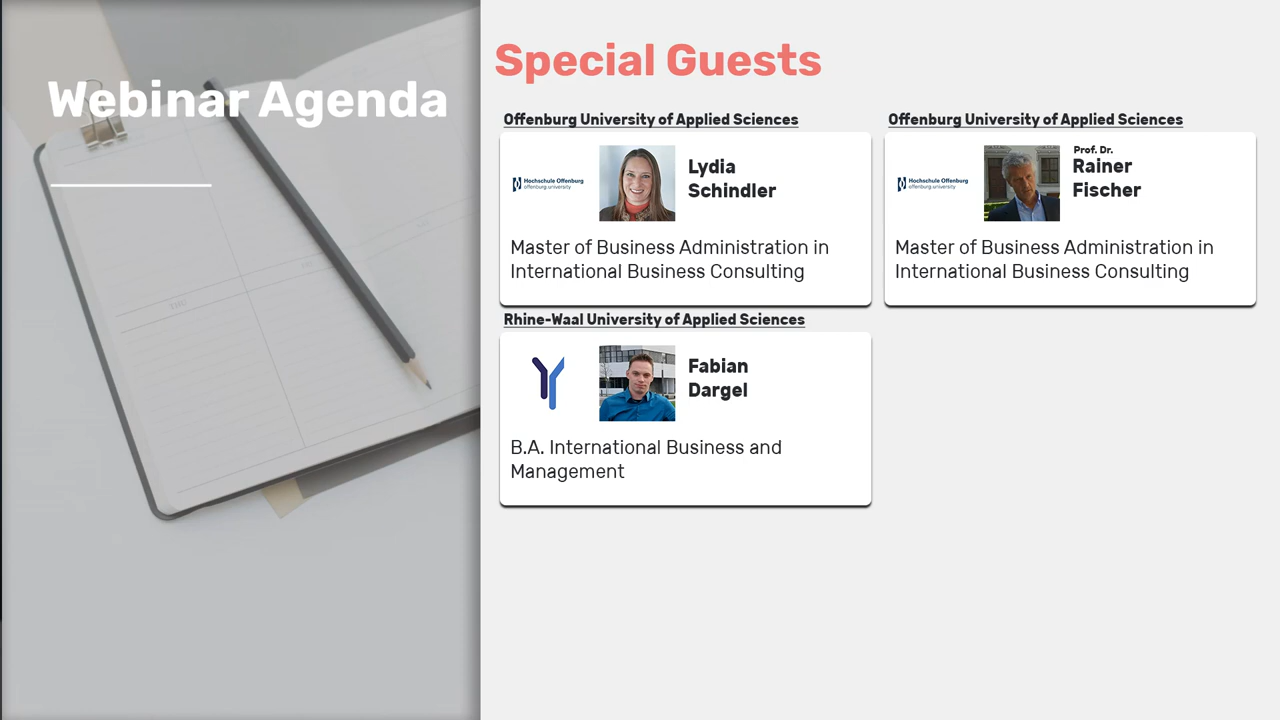 Webinar Agenda
Special Guests
Offenburg University of Applied Sciences
Hochschule Offenburg
offenburg.university
Lydia
Schindler
Master of Business Administration in
International Business Consulting
Offenburg University of Applied Sciences
Hochschule Offenburg
offenburg.university
Prof. Dr.
Rainer
Fischer
Master of Business Administration in
International Business Consulting
Rhine-Waal University of Applied Sciences
Fabian
Dargel
B.A. International Business and
Management
THU